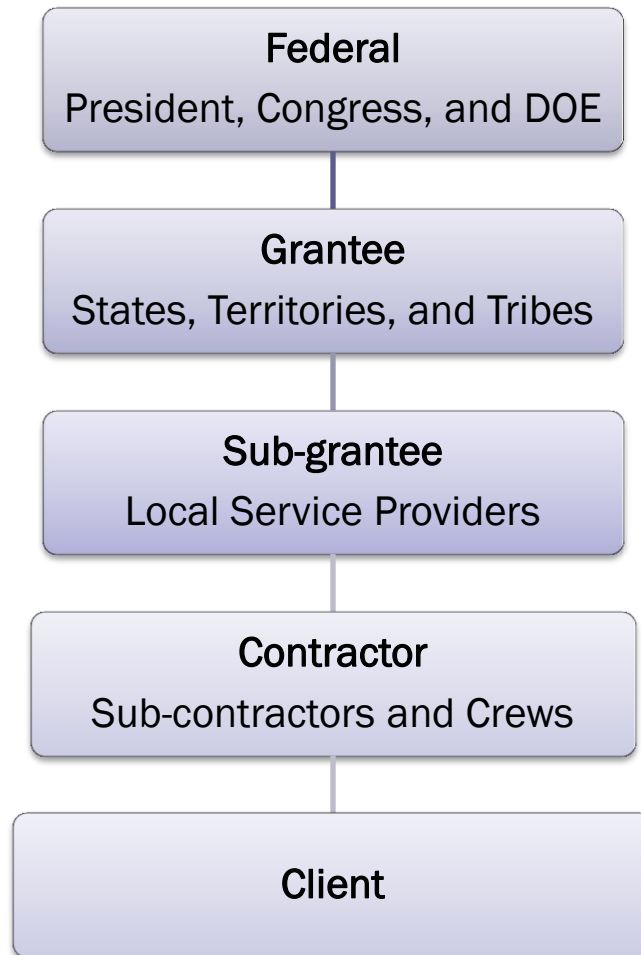 Federal
President, Congress, and DOE
Grantee
States, Territories, and Tribes
Sub-grantee
Local Service Providers
Contractor
Sub-contractors and Crews
Client